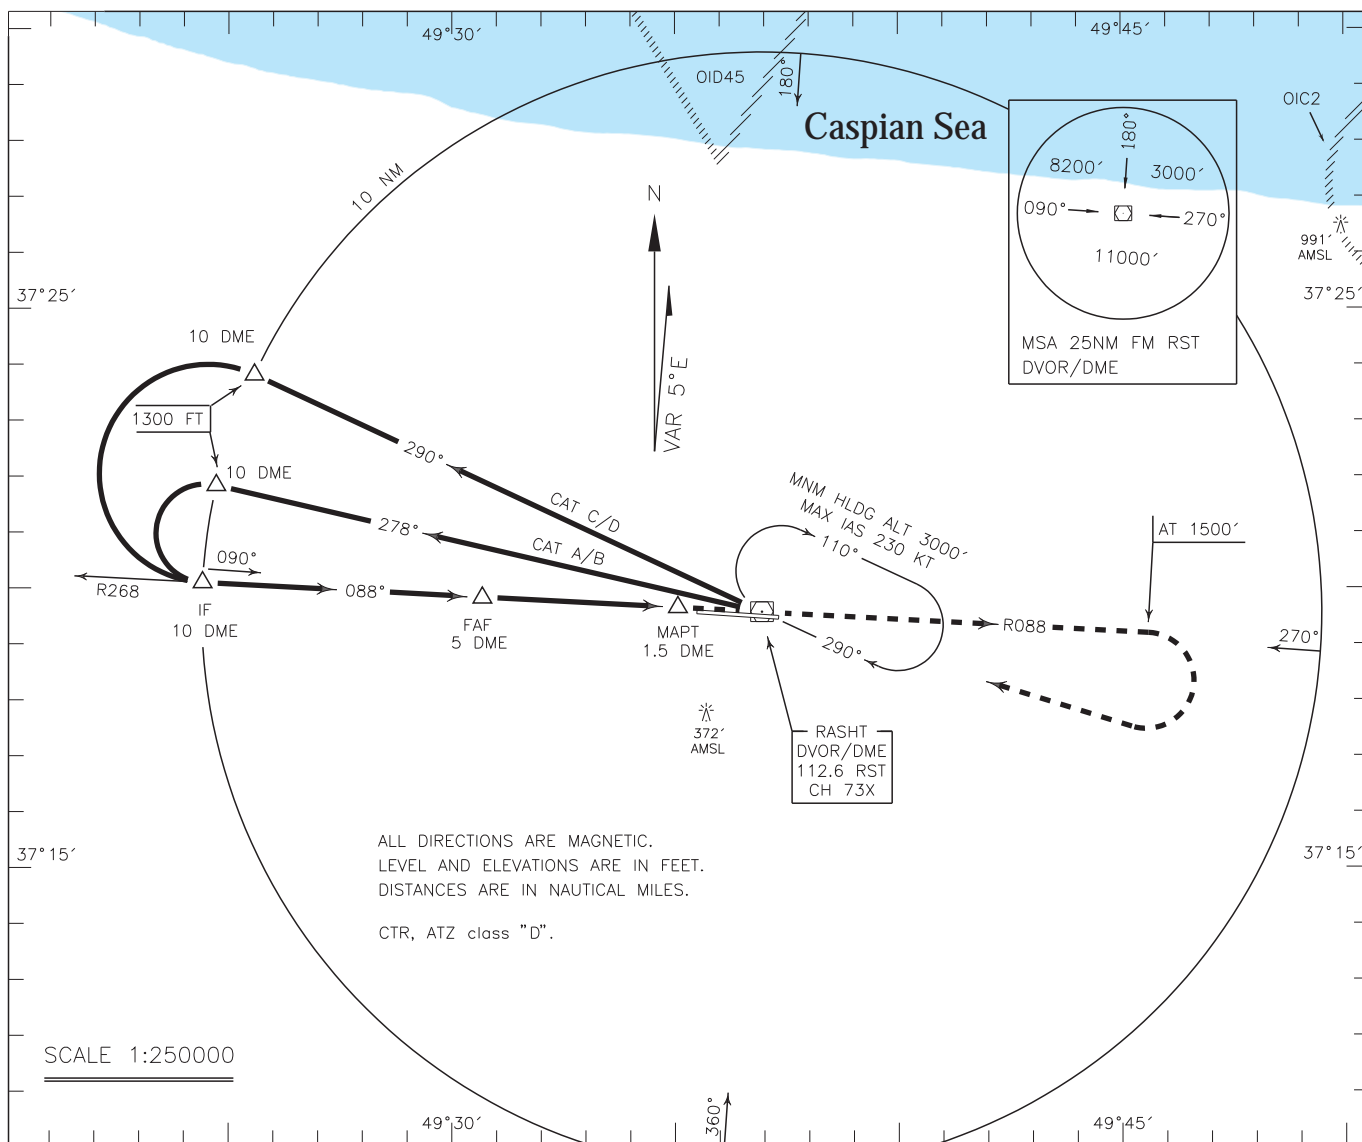 49°30′
49°45′
OID45
180°
Caspian Sea
OIC2
10 NM
N
VAR 5°E
180°
8200′
3000′
090°
270°
11000′
MSA 25NM FM RST
DVOR/DME
991′
AMSL
37°25′
37°25′
10 DME
1300 FT
10 DME
290°
CAT C/D
278°
CAT A/B
MNM HLDG ALT 3000′
MAX IAS 230 KT
110°
290°
AT 1500′
090°
R268
088°
IF
10 DME
FAF
5 DME
MAPT
1.5 DME
R088
270°
372′
AMSL
RASHT
DVOR/DME
112.6 RST
CH 73X
ALL DIRECTIONS ARE MAGNETIC.
LEVEL AND ELEVATIONS ARE IN FEET.
DISTANCES ARE IN NAUTICAL MILES.
CTR, ATZ class "D".
37°15′
37°15′
SCALE 1:250000
360°
49°30′
49°45′